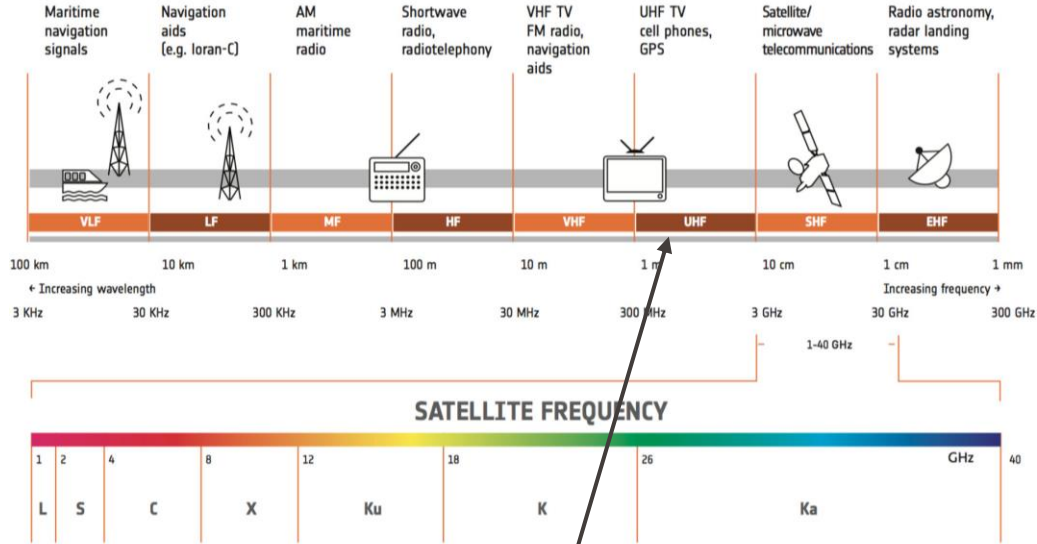 Maritime
navigation
signals
Navigation
aids
(e.g. loran-C)
AM
maritime
radio
Shortwave
radio,
radiotelephony
VHF TV
FM radio,
navigation
aids
UHF TV
cell phones,
GPS
Satellite/
microwave
telecommunications
Radio astronomy,
radar landing
systems
VLF LF MF HF VHF UHF SHF EHF
100 km 10 km 1 km 100 m 10 m 1 m 10 cm 1 cm 1 mm
← Increasing wavelength Increasing frequency →
3 KHz 30 KHz 300 KHz 3 MHz 30 MHz 300 MHz 3 GHz 30 GHz 300 GHz
1-40 GHz
SATELLITE FREQUENCY
1 2 4 8 12 18 26 GHz 40
L S C X Ku K Ka